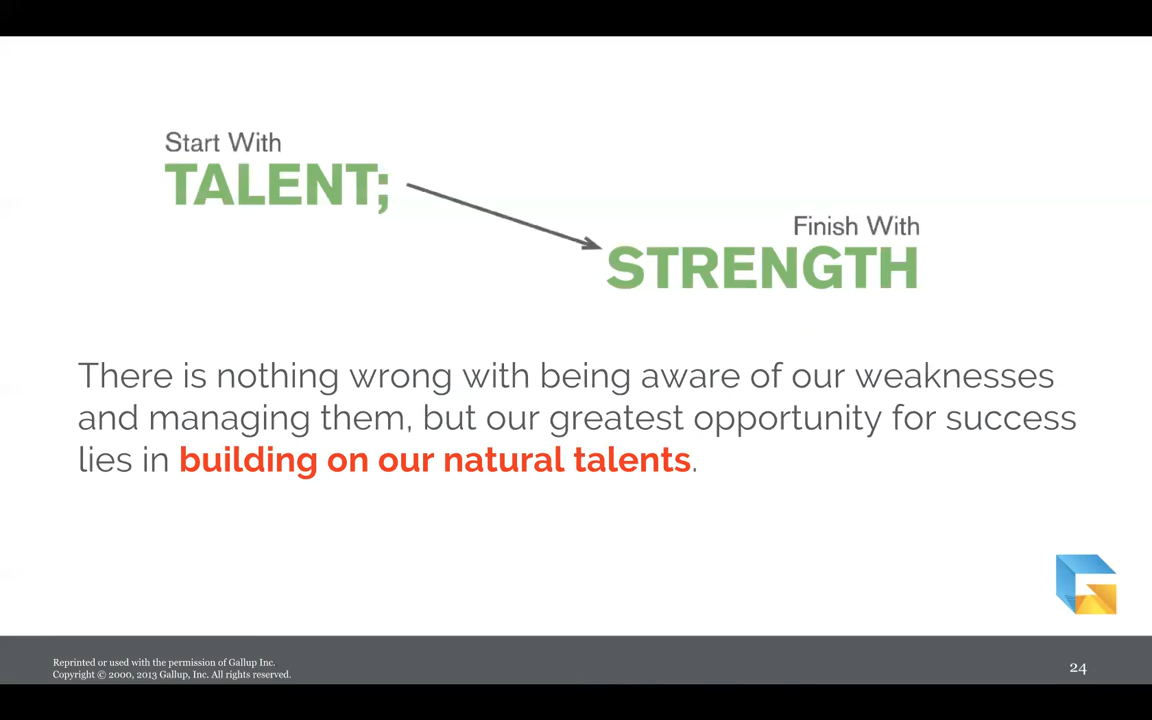 Start With
TALENT;
Finish With
STRENGTH
There is nothing wrong with being aware of our weaknesses
and managing them, but our greatest opportunity for success
lies in building on our natural talents.
Reprinted or used with the permission of Gallup Inc.
Copyright © 2000, 2013 Gallup, Inc. All rights reserved.
24